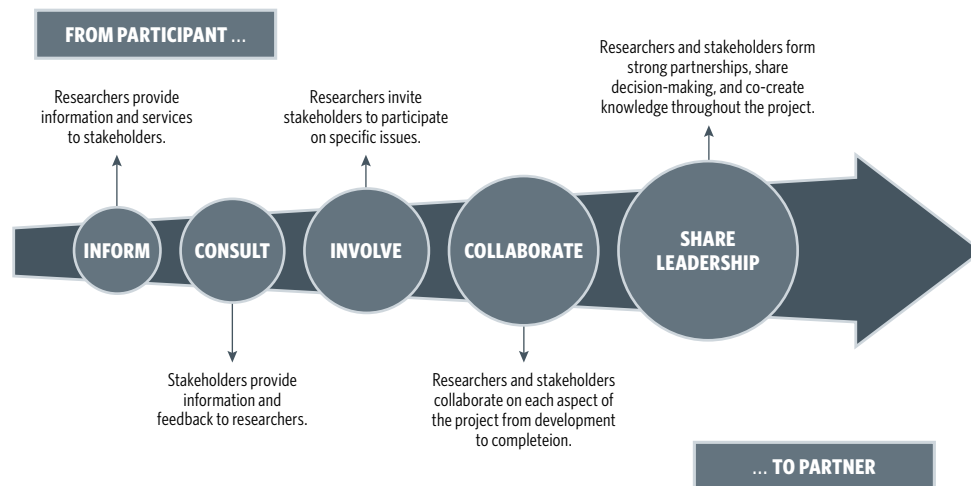 FROM PARTICIPANT ...
Researchers provide
information and services
to stakeholders.
Researchers invite
stakeholders to participate
on specific issues.
Researchers and stakeholders form
strong partnerships, share
decision-making, and co-create
knowledge throughout the project.
INFORM
CONSULT
INVOLVE
COLLABORATE
SHARE
LEADERSHIP
Stakeholders provide
information and
feedback to researchers.
Researchers and stakeholders
collaborate on each aspect of
the project from development
to completeion.
... TO PARTNER